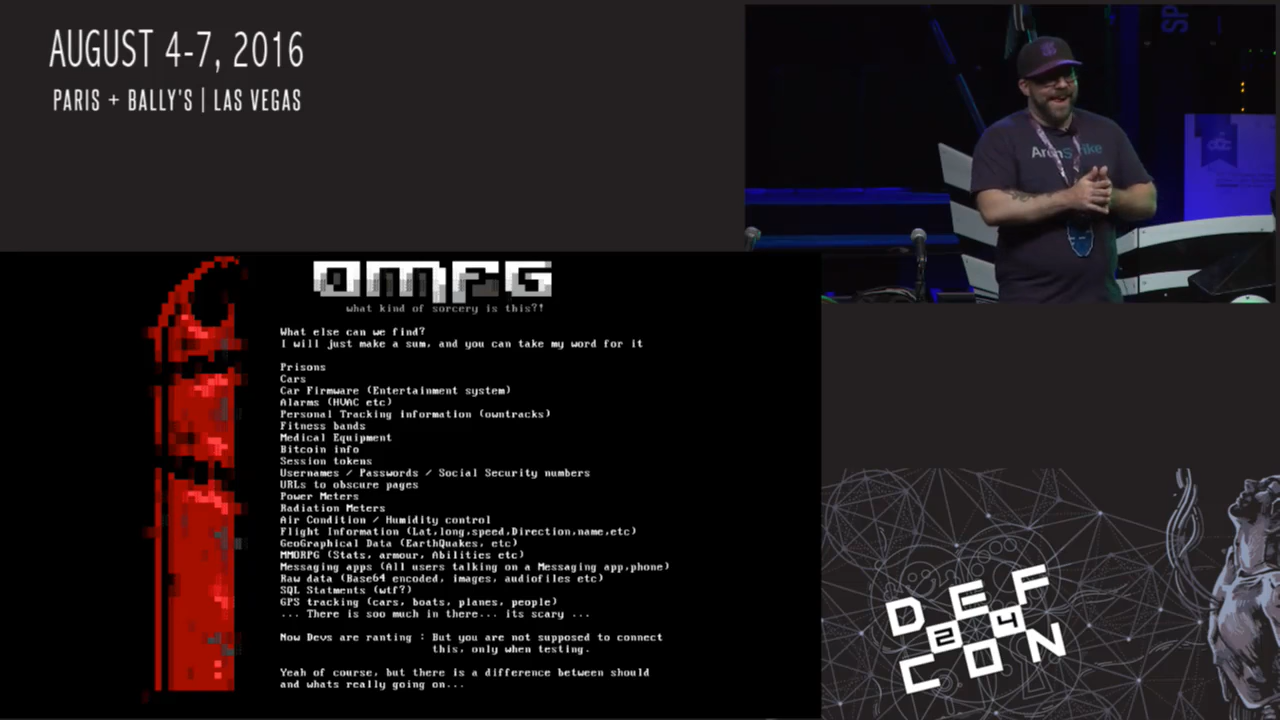 AUGUST 4-7, 2016
PARIS + BALLY'S | LAS VEGAS
SP
OMFG
what kind of sorcery is this?!
What else can we find?
I will just make a sum, and you can take my word for it
Prisons
Cars
Car Firmware (Entertainment system)
Alarms (HVAC etc)
Personal Tracking information (owntracks)
Fitness bands
Medical Equipment
Bitcoin info
Session tokens
Usernames / Passwords / Social Security numbers
URLs to obscure pages
Power Meters
Radiation Meters
Air Condition / Humidity control
Flight Information (Lat,long,speed,Direction,name,etc)
GeoGraphical Data (EarthQuakes, etc)
MMORPG (Stats, armour, Abilities etc)
Messaging apps (All users talking on a Messaging app,phone)
Raw data (Base64 encoded, images, audiofiles etc)
SQL Statments (wtf?)
GPS tracking (cars, boats, planes, people)
... There is soo much in there... its scary ...
Now Devs are ranting : But you are not supposed to connect
this, only when testing.
Yeah of course, but there is a difference between should
and whats really going on...
DEF
24
CON